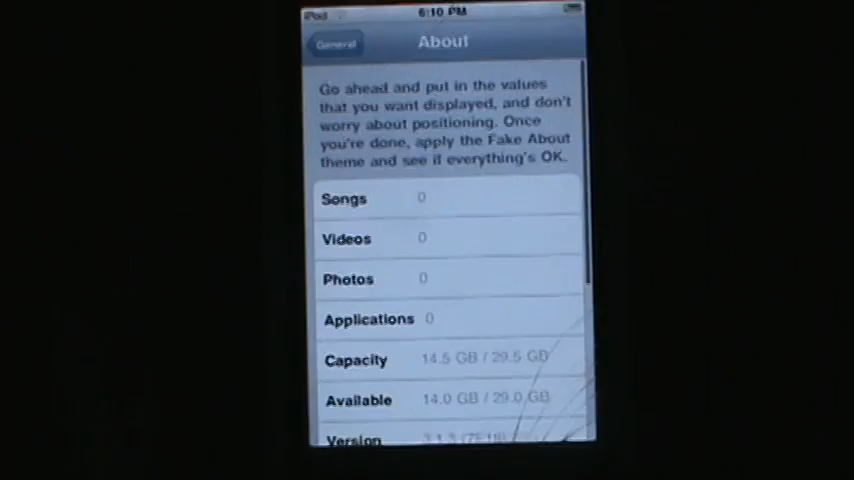 iPod 6:10 PM
General About
Go ahead and put in the values
that you want displayed, and don't
worry about positioning. Once
you're done, apply the Fake About
theme and see if everything's OK.
Songs 0
Videos 0
Photos 0
Applications 0
Capacity 14.5 GB / 29.5 GB
Available 14.0 GB / 29.0 GB
Version